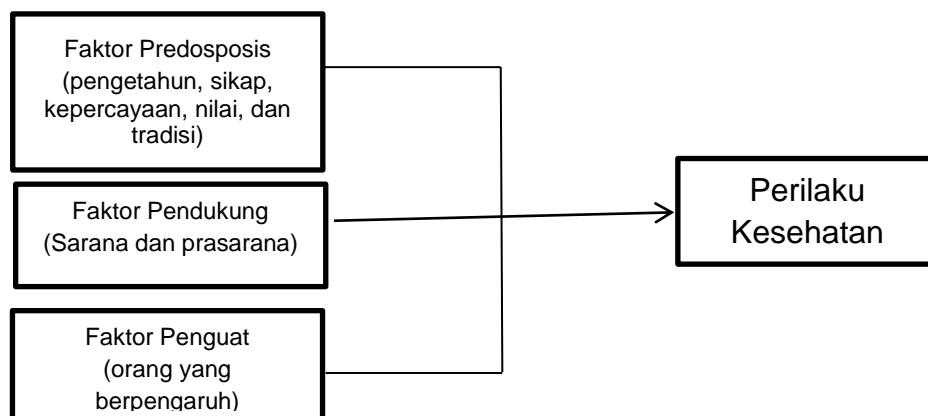 Faktor Predosposis
(pengetahun, sikap,
kepercayaan, nilai, dan
tradisi)
Faktor Pendukung
(Sarana dan prasarana)
Faktor Penguat
(orang yang
berpengaruh)
Perilaku
Kesehatan